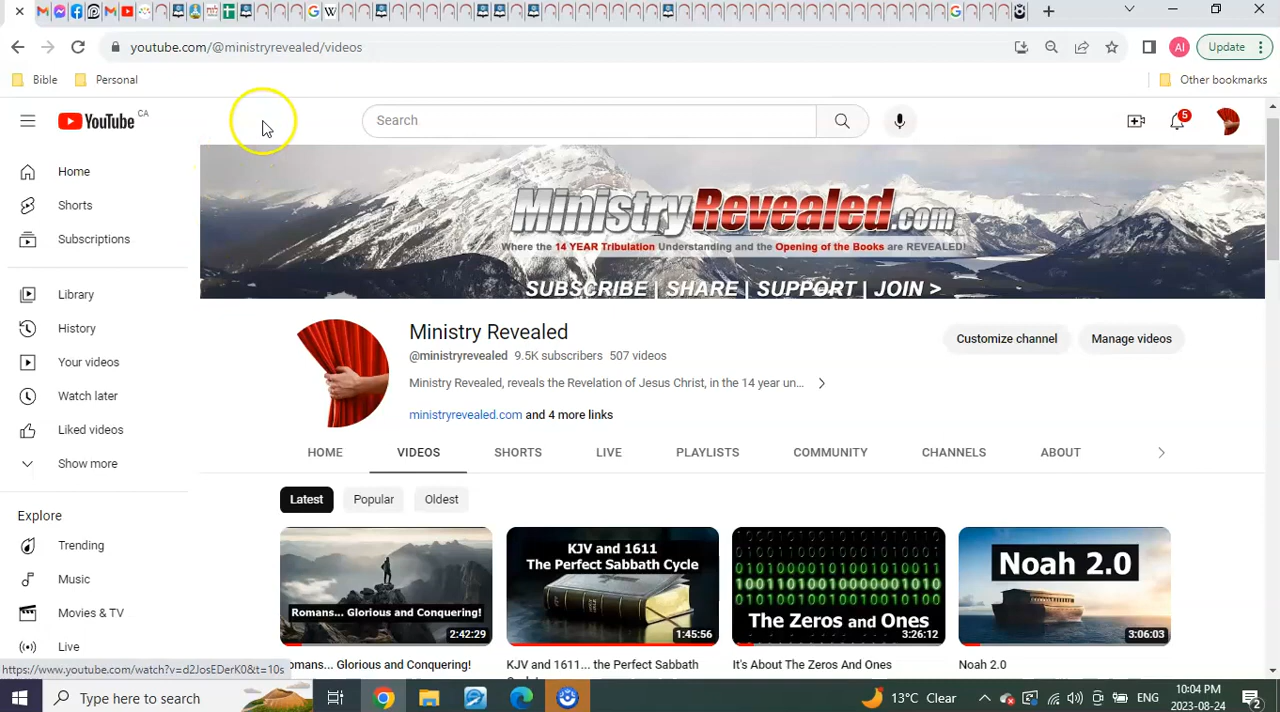 youtube.com/@ministryrevealed/videos
AI
Update
Bible
Personal
Other bookmarks
YouTube CA
Search
5
Home
Shorts
Subscriptions
Library
History
Your videos
Watch later
Liked videos
Show more
Explore
Trending
Music
Movies & TV
Live
MinistryRevealed.com
Where the 14 YEAR Tribulation Understanding and the Opening of the Books are REVEALED!
SUBSCRIBE | SHARE | SUPPORT | JOIN >
Ministry Revealed
@ministryrevealed 9.5K subscribers 507 videos
Ministry Revealed, reveals the Revelation of Jesus Christ, in the 14 year un...
ministryrevealed.com and 4 more links
Customize channel
Manage videos
HOME
VIDEOS
SHORTS
LIVE
PLAYLISTS
COMMUNITY
CHANNELS
ABOUT
Latest
Popular
Oldest
Romans... Glorious and Conquering!
2:42:29
KJV and 1611
The Perfect Sabbath Cycle
1:45:56
The Zeros and Ones
3:26:12
Noah 2.0
3:06:03
Romans... Glorious and Conquering!
KJV and 1611... the Perfect Sabbath
It's About The Zeros And Ones
Noah 2.0
https://www.youtube.com/watch?v=d2JosEDerK0&t=10s
Type here to search
13°C Clear
ENG
10:04 PM
2023-08-24
2